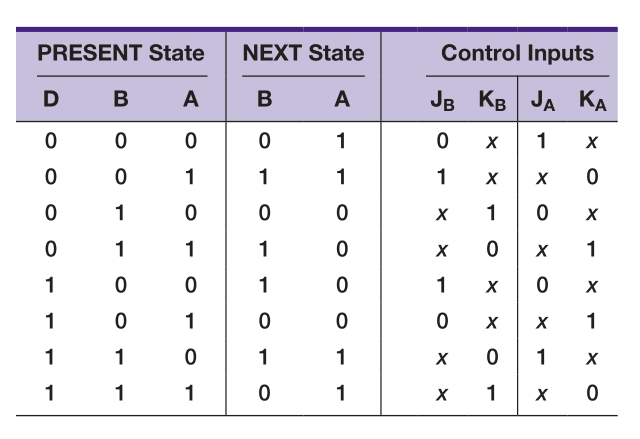 PRESENT State NEXT State Control Inputs
D B A B A J_B K_B J_A K_A
0 0 0 0 1 0 x 1 x
0 0 1 1 1 1 x x 0
0 1 0 0 0 x 1 0 x
0 1 1 1 0 x 0 x 1
1 0 0 1 0 1 x 0 x
1 0 1 0 0 0 x x 1
1 1 0 1 1 x 0 1 x
1 1 1 0 1 x 1 x 0